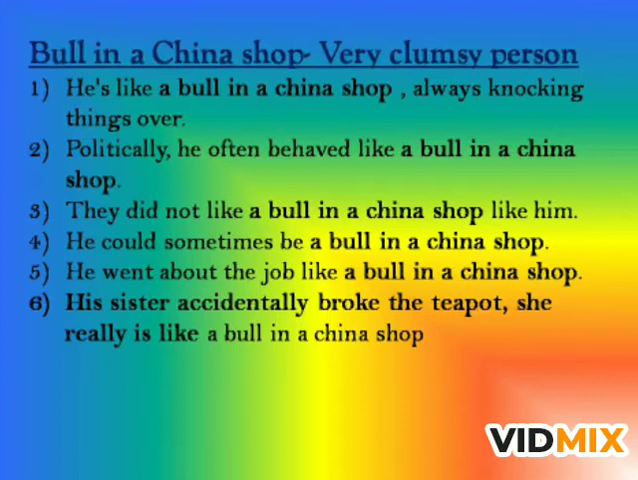 Bull in a China shop- Very clumsy person
1) He's like a bull in a china shop , always knocking
things over.
2) Politically, he often behaved like a bull in a china
shop.
3) They did not like a bull in a china shop like him.
4) He could sometimes be a bull in a china shop.
5) He went about the job like a bull in a china shop.
6) His sister accidentally broke the teapot, she
really is like a bull in a china shop
VIDMIX